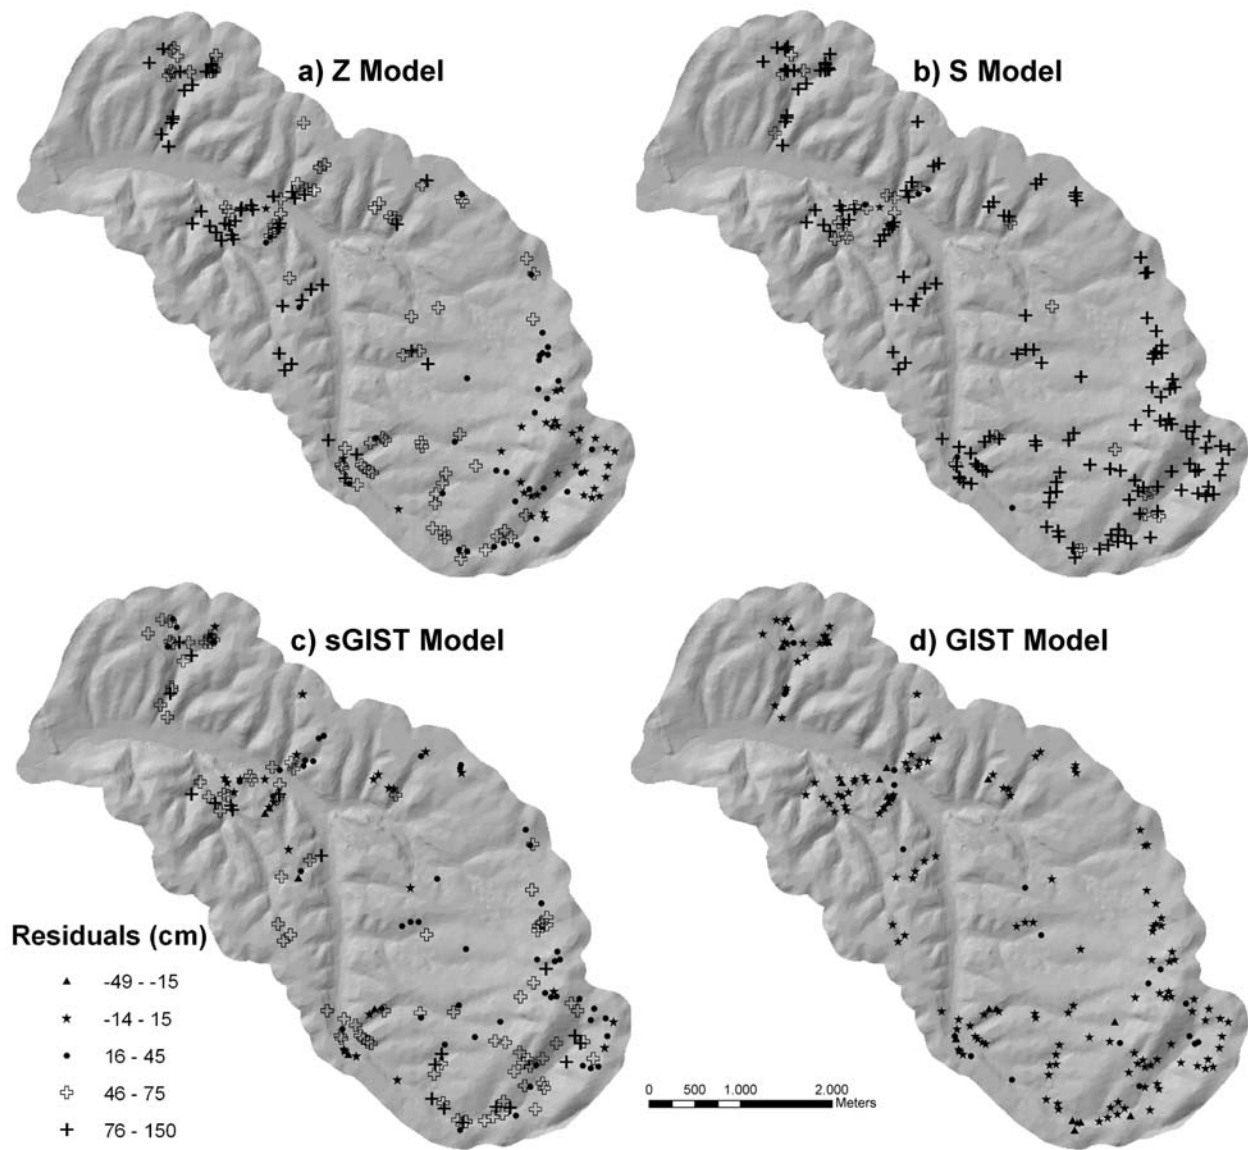 a) Z Model
b) S Model
c) sGIST Model
d) GIST Model
Residuals (cm)
-49 - -15
-14 - 15
16 - 45
46 - 75
76 - 150
0 500 1.000 2.000
Meters